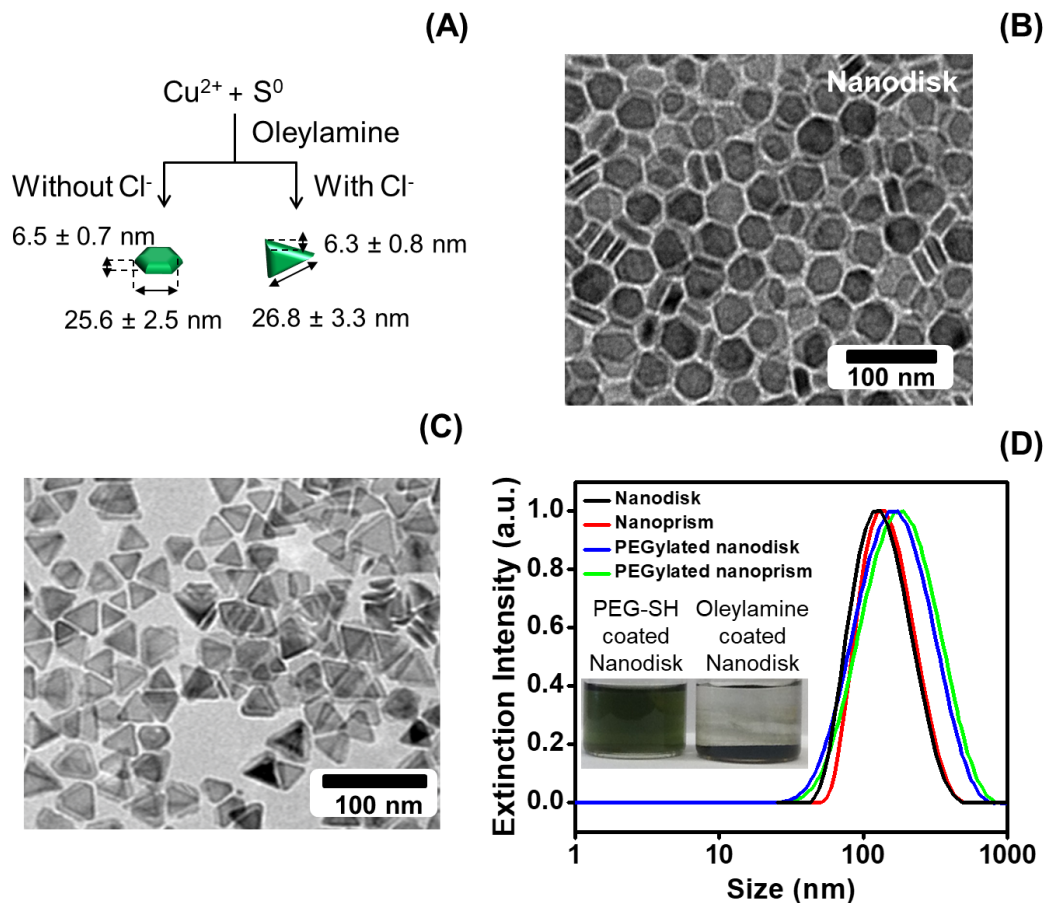 (A)
Cu²⁺ + S⁰
Oleylamine
Without Cl⁻
With Cl⁻
6.5 ± 0.7 nm
6.3 ± 0.8 nm
25.6 ± 2.5 nm
26.8 ± 3.3 nm
(B)
Nanodisk
100 nm
(C)
100 nm
(D)
Extinction Intensity (a.u.)
1.0
0.8
0.6
0.4
0.2
0.0
Nanodisk
Nanoprism
PEGylated nanodisk
PEGylated nanoprism
PEG-SH
coated
Nanodisk
Oleylamine
coated
Nanodisk
1
10
100
1000
Size (nm)